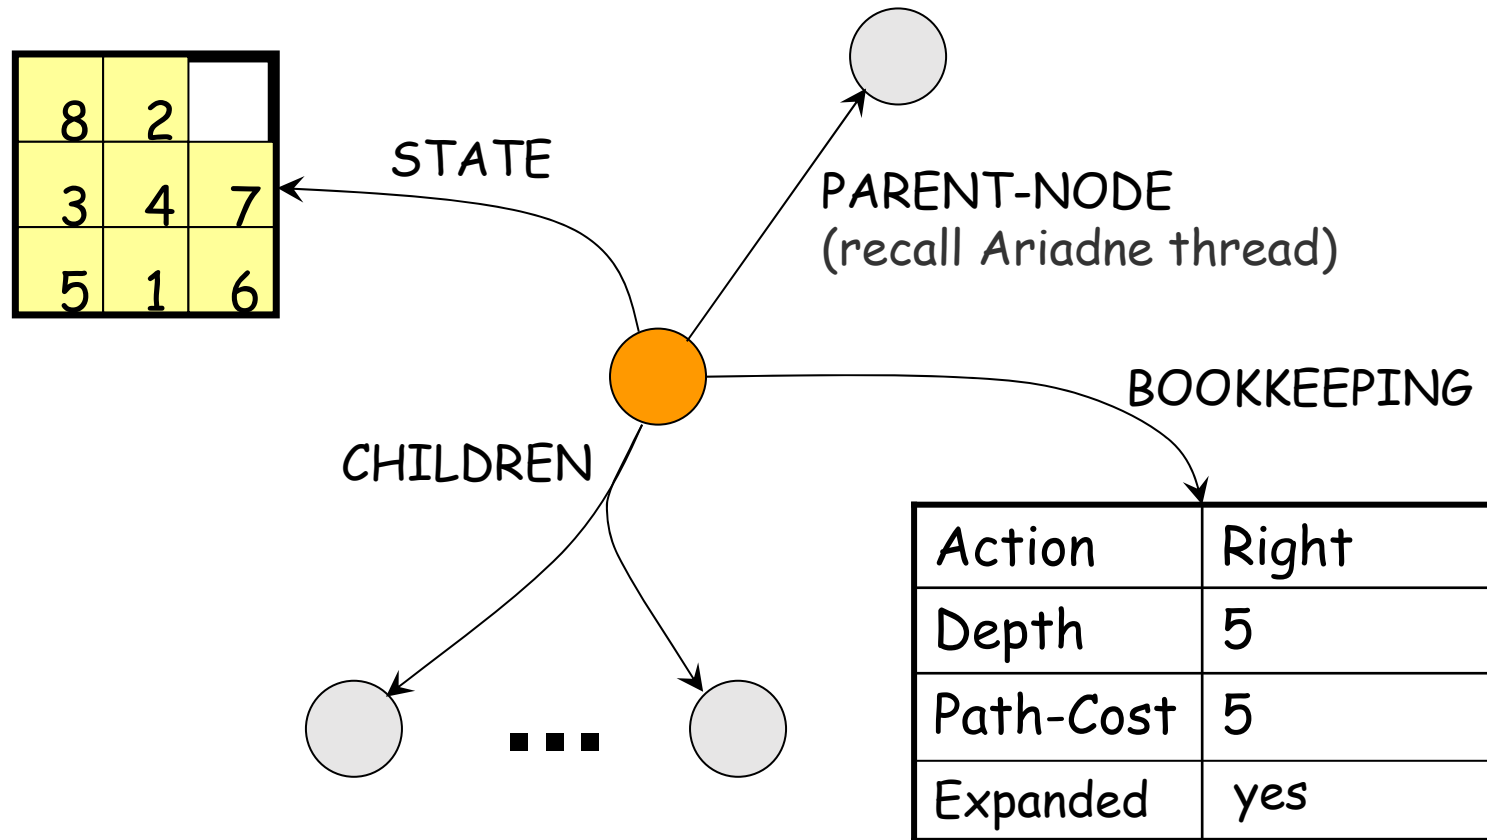 8 2
3 4 7
5 1 6
STATE
PARENT-NODE
(recall Ariadne thread)
BOOKKEEPING
CHILDREN
Action Right
Depth 5
Path-Cost 5
Expanded yes
...